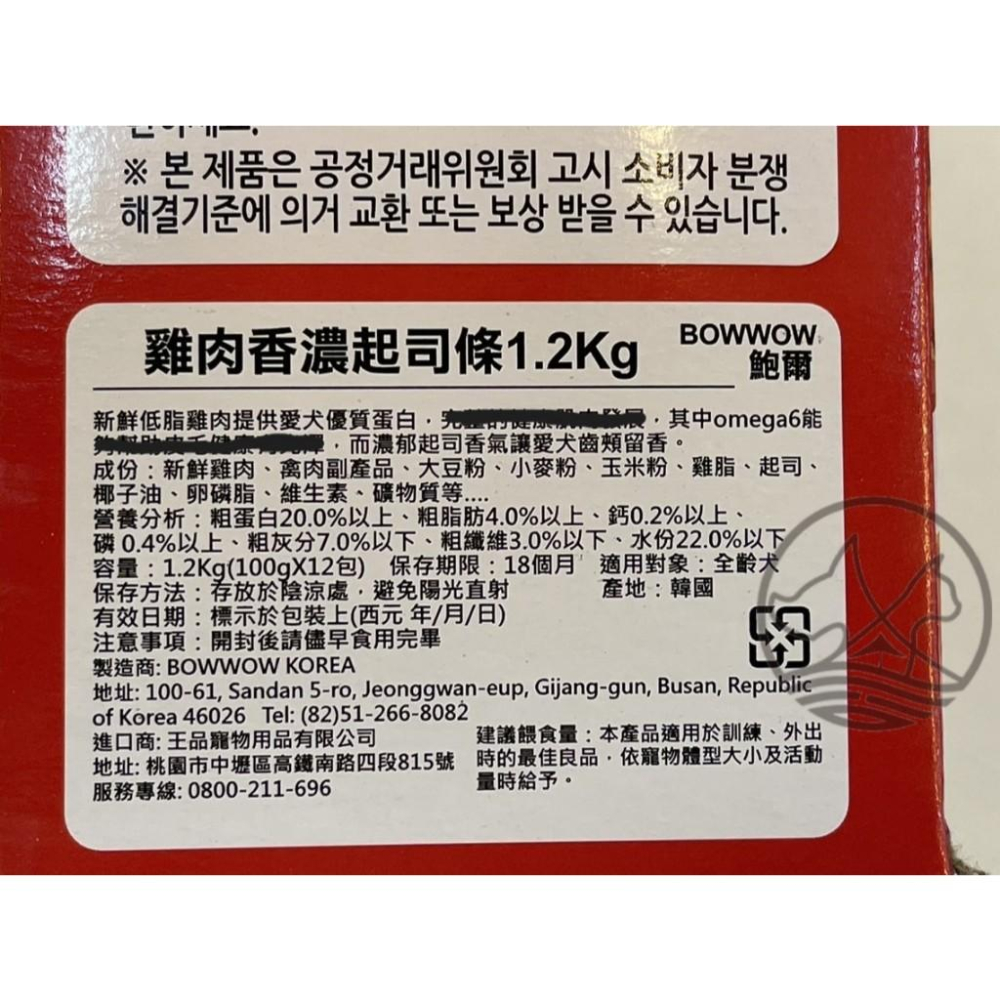 ※ 본 제품은 공정거래위원회 고시 소비자 분쟁
해결기준에 의거 교환 또는 보상 받을 수 있습니다.
雞肉香濃起司條1.2Kg
BOWWOW
鮑爾
新鮮低脂雞肉提供愛犬優質蛋白，，其中omega6能
，而濃郁起司香氣讓愛犬齒頰留香。
成份：新鮮雞肉、禽肉副產品、大豆粉、小麥粉、玉米粉、雞脂、起司、
椰子油、卵磷脂、維生素、礦物質等....
營養分析：粗蛋白20.0%以上、粗脂肪4.0%以上、鈣0.2%以上、
磷 0.4%以上、粗灰分7.0%以下、粗纖維3.0%以下、水份22.0%以下
容量：1.2Kg(100gX12包) 保存期限：18個月 適用對象：全齡犬
保存方法：存放於陰涼處，避免陽光直射 產地：韓國
有效日期：標示於包裝上(西元 年/月/日)
注意事項：開封後請儘早食用完畢
製造商: BOWWOW KOREA
地址: 100-61, Sandan 5-ro, Jeonggwan-eup, Gijang-gun, Busan, Republic
of Korea 46026 Tel: (82)51-266-8082
進口商: 王品寵物用品有限公司
地址: 桃園市中壢區高鐵南路四段815號
服務專線: 0800-211-696
建議餵食量：本產品適用於訓練、外出
時的最佳良品，依寵物體型大小及活動
量時給予。